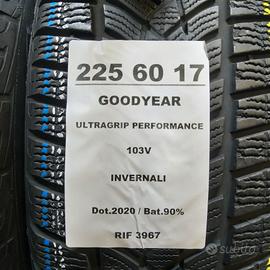 225 60 17
GOODYEAR
ULTRAGRIP PERFORMANCE
103V
INVERNALI
Dot.2020 / Bat.90%
RIF 3967
subito